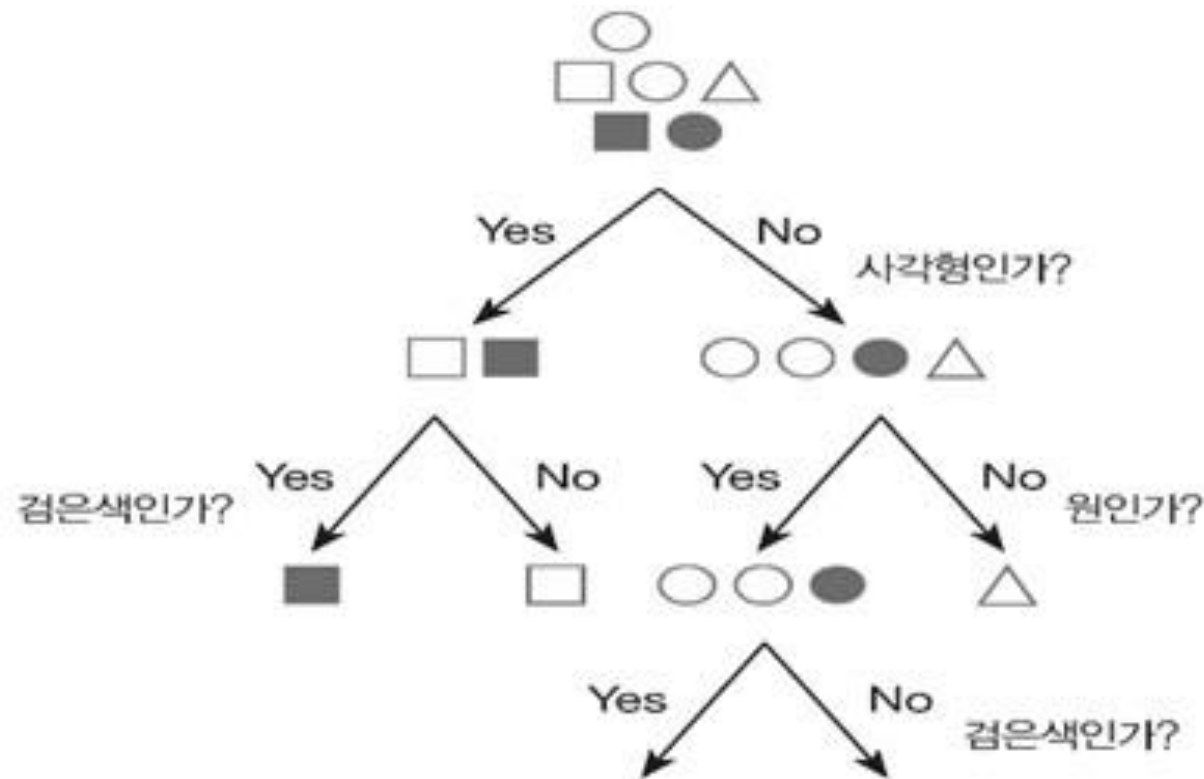 Yes No
사각형인가?
Yes No Yes No
검은색인가? 원인가?
Yes No
검은색인가?